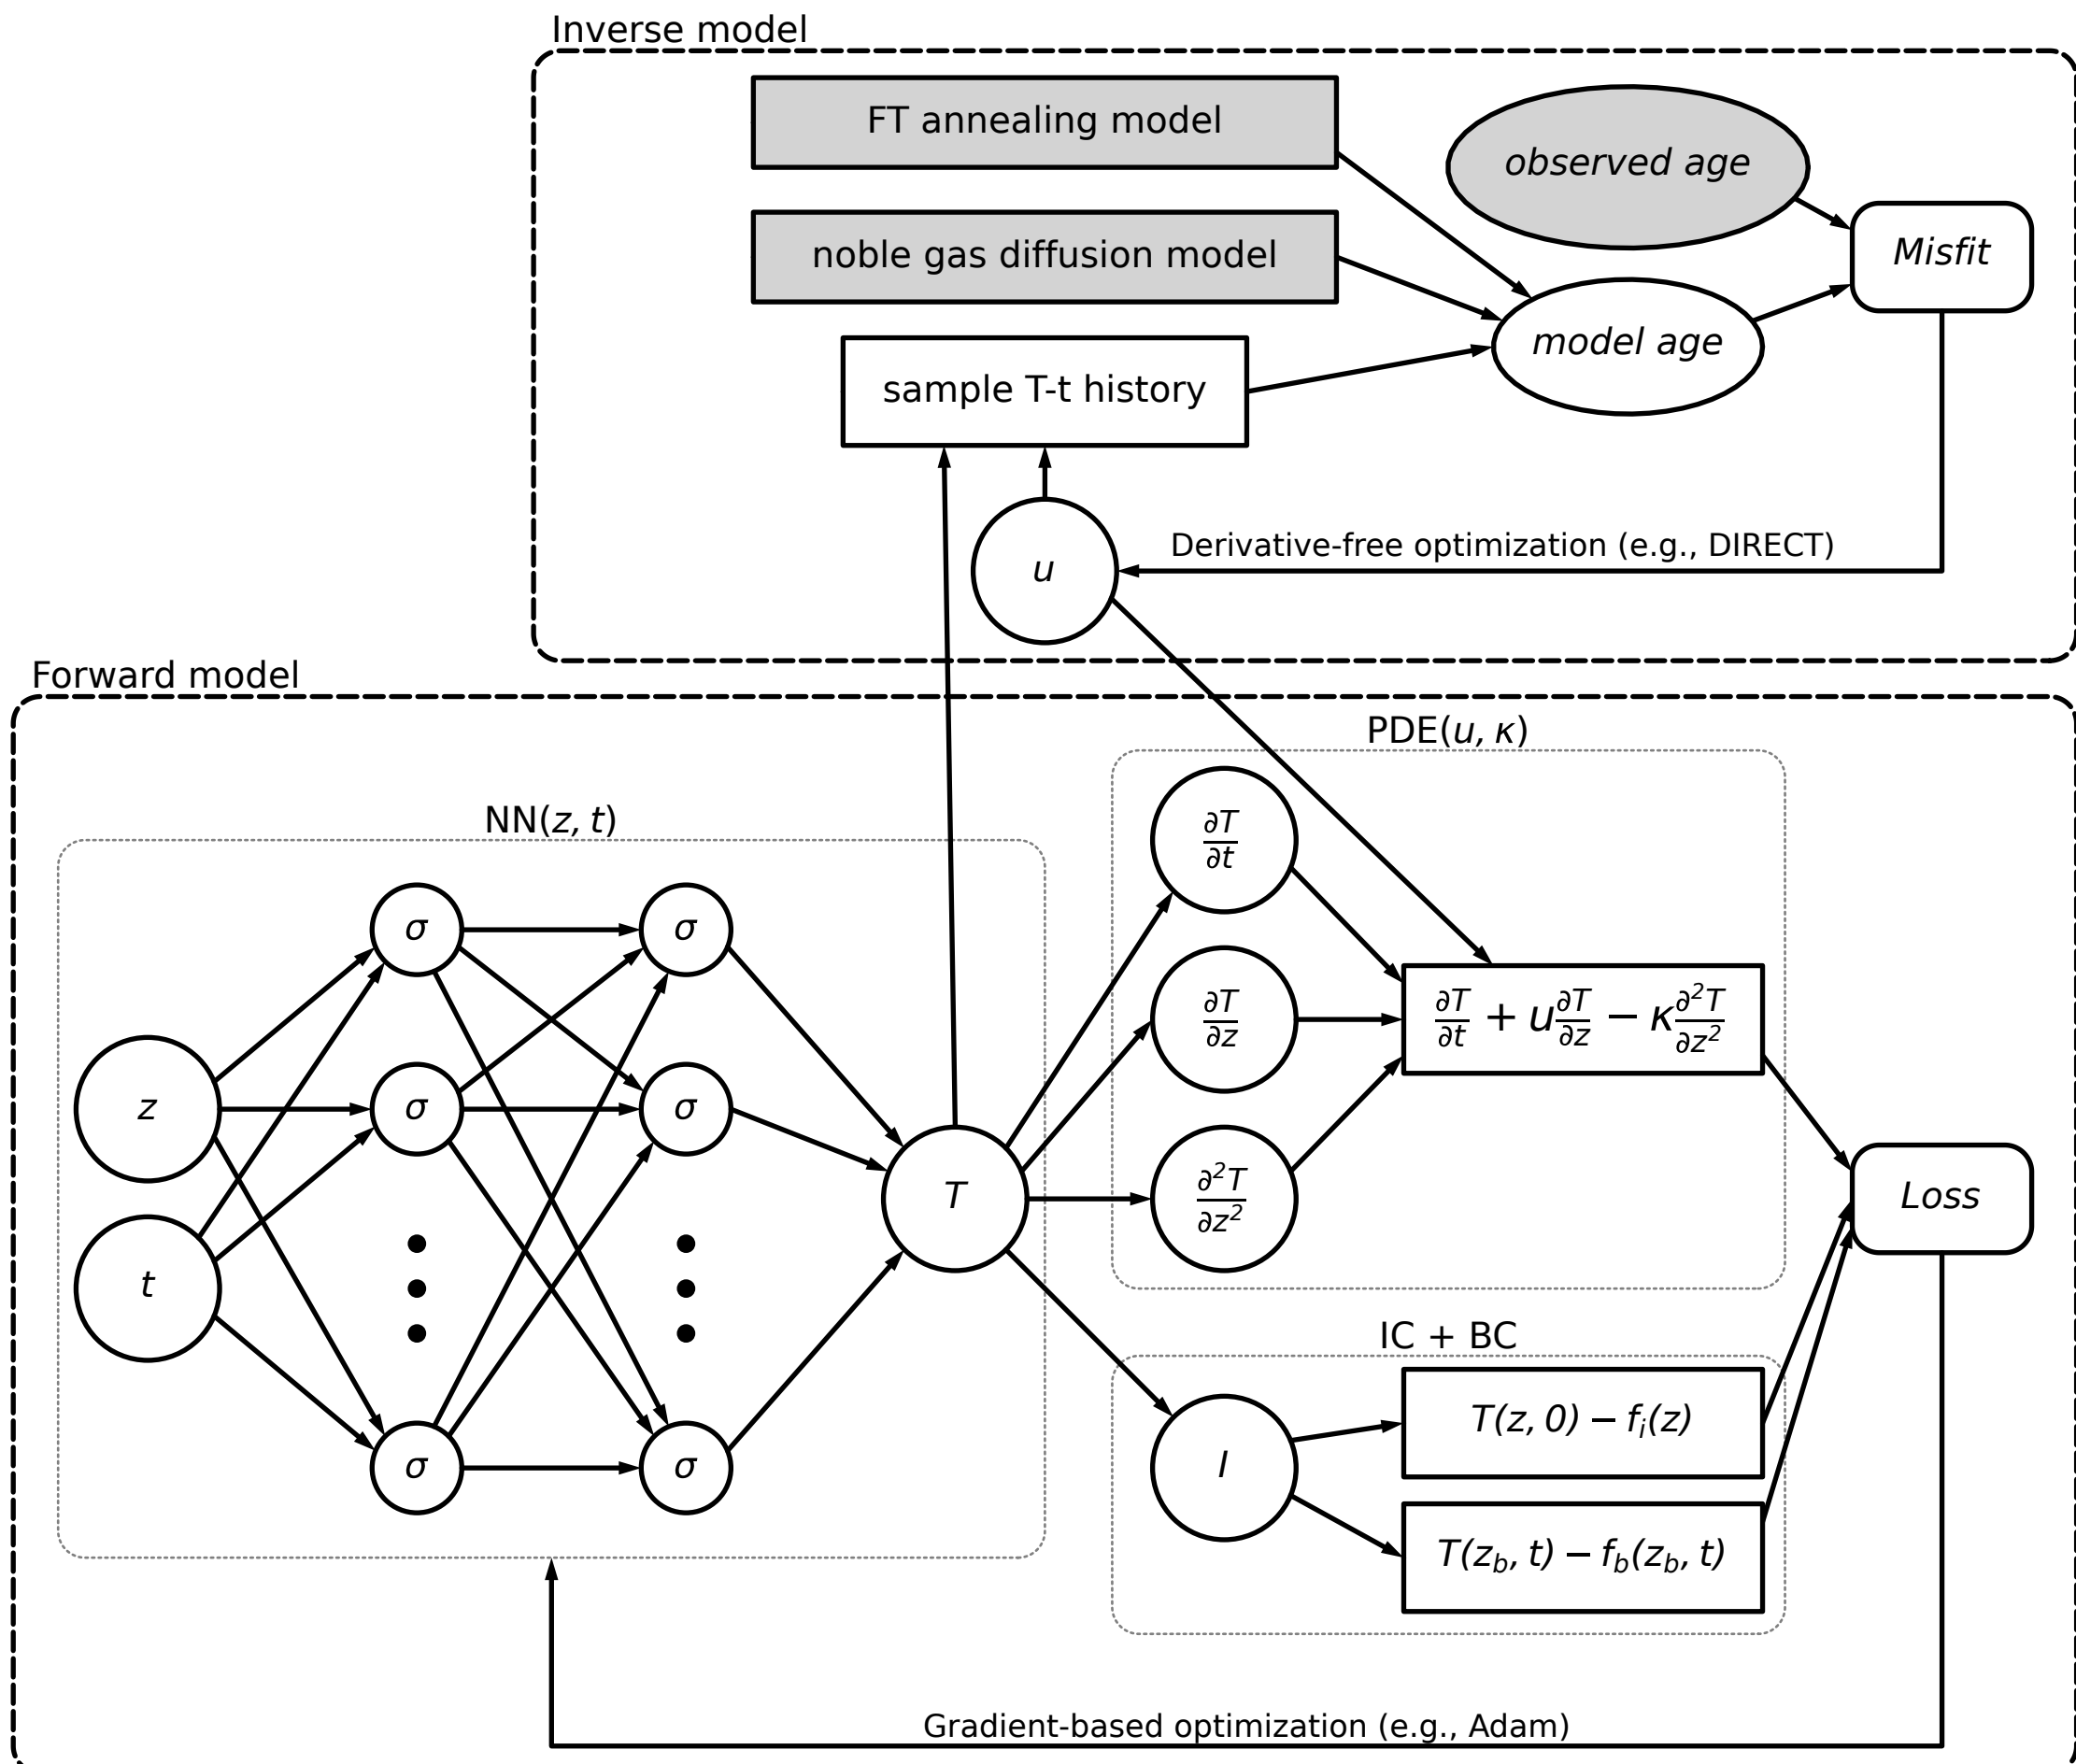 Inverse model
FT annealing model
observed age
noble gas diffusion model
Misfit
model age
sample T-t history
Derivative-free optimization (e.g., DIRECT)
u
Forward model
PDE(u, κ)
NN(z, t)
∂T/∂t
σ σ
∂T/∂z
∂T/∂t + u∂T/∂z − κ∂²T/∂z²
z
σ σ
T
∂²T/∂z²
Loss
t
IC + BC
T(z, 0) − fᵢ(z)
σ σ
I
T(z_b, t) − f_b(z_b, t)
Gradient-based optimization (e.g., Adam)